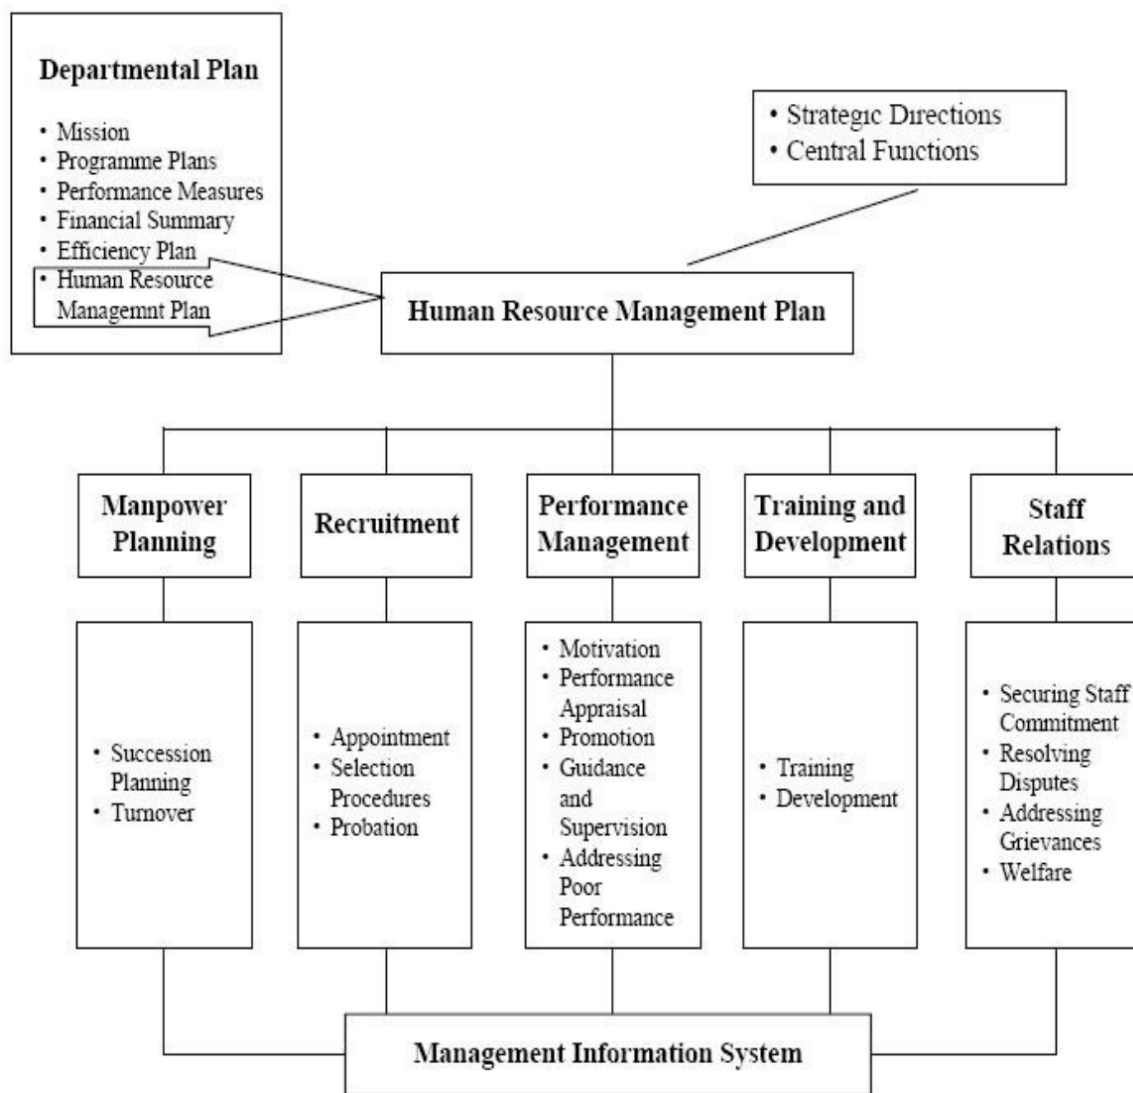 Departmental Plan
• Mission
• Programme Plans
• Performance Measures
• Financial Summary
• Efficiency Plan
• Human Resource
Managemnt Plan
• Strategic Directions
• Central Functions
Human Resource Management Plan
Manpower
Planning
Recruitment
Performance
Management
Training and
Development
Staff
Relations
• Succession
Planning
• Turnover
• Appointment
• Selection
Procedures
• Probation
• Motivation
• Performance
Appraisal
• Promotion
• Guidance
and
Supervision
• Addressing
Poor
Performance
• Training
• Development
• Securing Staff
Commitment
• Resolving
Disputes
• Addressing
Grievances
• Welfare
Management Information System